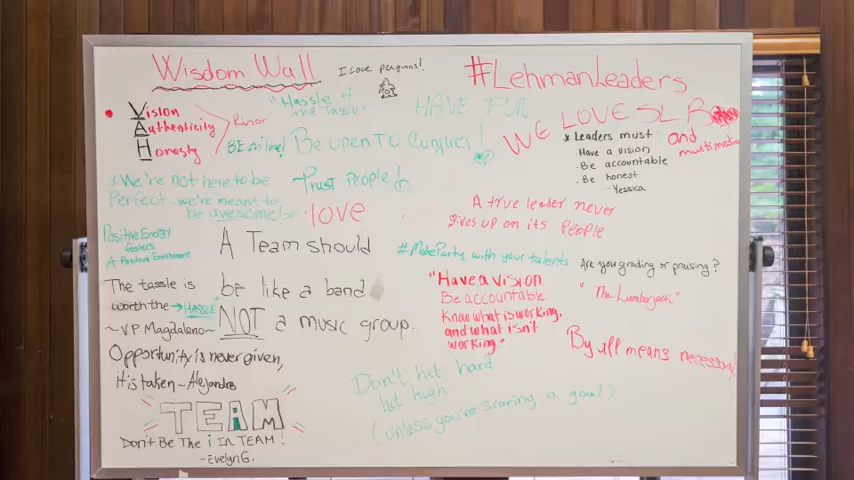 Wisdom Wall
I Love penguins!
#LehmanLeaders
Vision
Authenticity
Honesty
"Hassle 4
the Tassle"
HAVE FUN
WE LOVE SLB
and
Be open To Conflict!
* Leaders must:
- Have a vision
- Be accountable
- Be honest
- Yessica
We're not here to be
Perfect - we're meant to
be awesome!
Trust People!
love
A true leader never
gives up on its People
Positive Energy
fosters
A Positive Environment
A Team should
be like a band
NOT a music group.
#MakeParty with your talents
Are you grading or praising?
"The Lumberjack"
The tassle is
worth the → HASSLE"
~VP Magdaleno~
"Have a vision.
Be accountable.
Know what is working.
and what isn't
working"
By all means necessary!
Opportunity is never given,
It is taken - Alejandro
Don't hit hard
hit high
(unless you're scoring a goal)
TEAM
Don't Be The i In TEAM!
- Evelyn G.